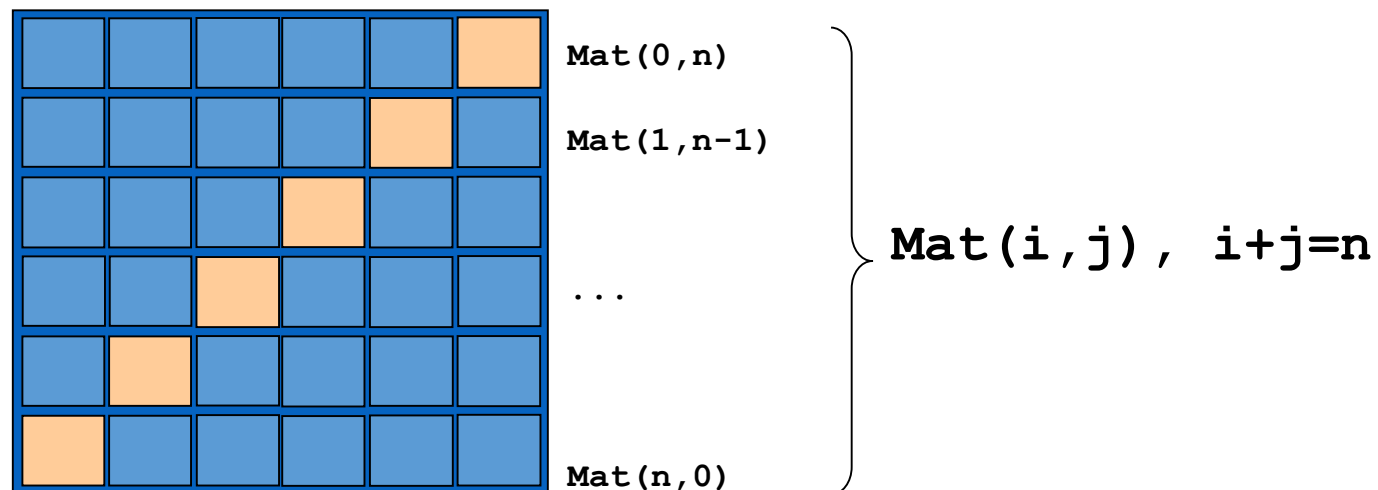 Mat(0,n)
Mat(1,n-1)
Mat(i,j), i+j=n
...
Mat(n,0)